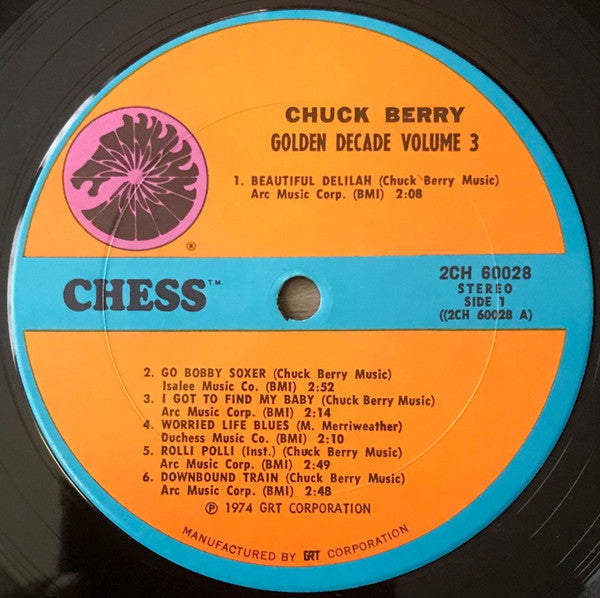 CHUCK BERRY
GOLDEN DECADE VOLUME 3
1. BEAUTIFUL DELILAH (Chuck Berry Music)
Arc Music Corp. (BMI) 2:08
®
CHESS T.M.
2CH 60028
STEREO
SIDE 1
((2CH 60028 A)
2. GO BOBBY SOXER (Chuck Berry Music)
Isalee Music Co. (BMI) 2:52
3. I GOT TO FIND MY BABY (Chuck Berry Music)
Arc Music Corp. (BMI) 2:14
4. WORRIED LIFE BLUES (M. Merriweather)
Duchess Music Co. (BMI) 2:10
5. ROLLI POLLI (Inst.) (Chuck Berry Music)
Arc Music Corp. (BMI) 2:49
6. DOWNBOUND TRAIN (Chuck Berry Music)
Arc Music Corp. (BMI) 2:48
℗ 1974 GRT CORPORATION
MANUFACTURED BY GRT CORPORATION